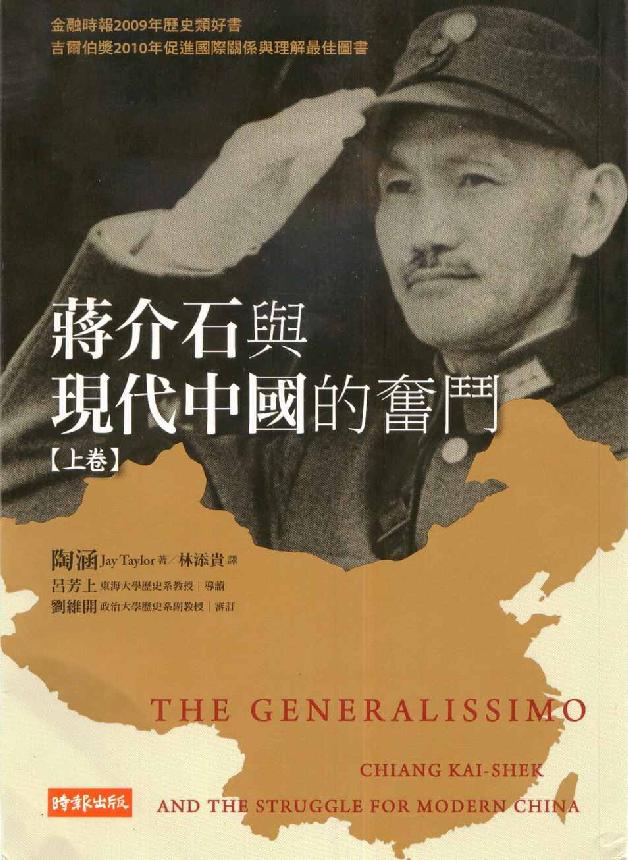 金融時報2009年歷史類好書
吉爾伯獎2010年促進國際關係與理解最佳圖書
蔣介石與
現代中國的奮鬥
【上卷】
陶涵 Jay Taylor 著／林添貴 譯
呂芳上 東海大學歷史系教授｜導讀
劉維開 政治大學歷史系副教授｜審訂
THE GENERALISSIMO
CHIANG KAI-SHEK
AND THE STRUGGLE FOR MODERN CHINA
時報出版